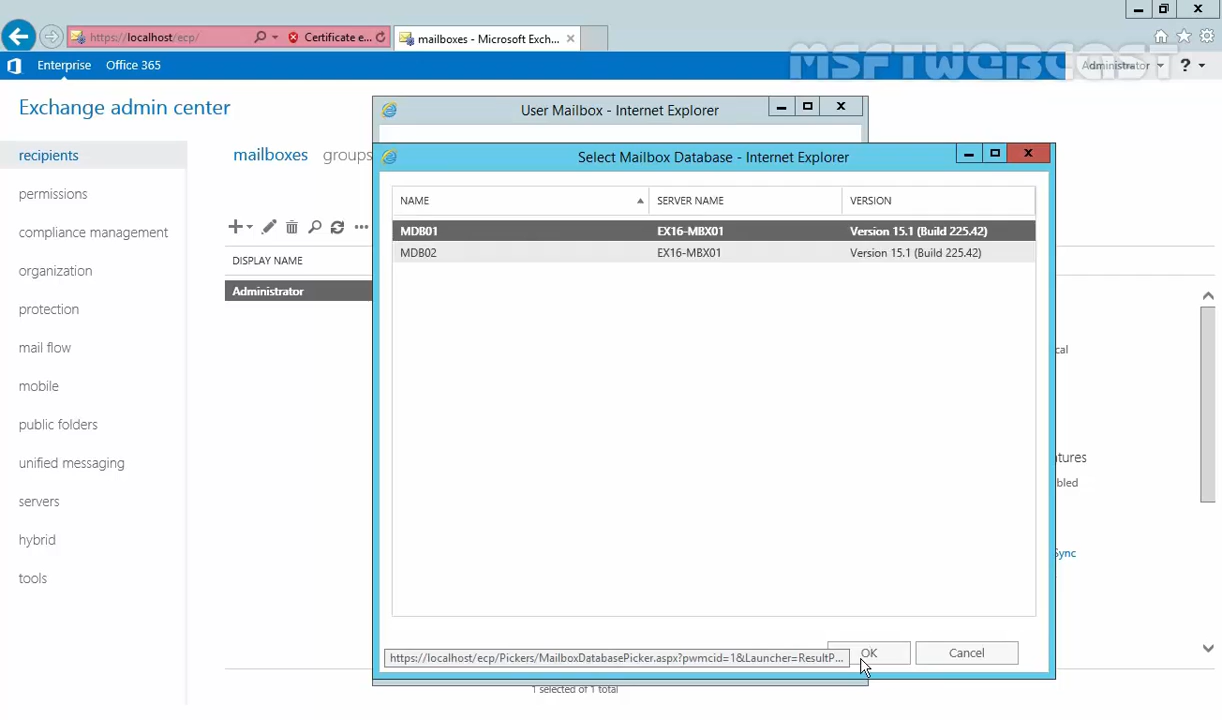 https://localhost/ecp/
Certificate e...
mailboxes - Microsoft Exch...
Enterprise
Office 365
MSFTWEBCAST
Administrator
?
Exchange admin center
User Mailbox - Internet Explorer
recipients
mailboxes
groups
Select Mailbox Database - Internet Explorer
permissions
NAME
SERVER NAME
VERSION
compliance management
MDB01
EX16-MBX01
Version 15.1 (Build 225.42)
MDB02
EX16-MBX01
Version 15.1 (Build 225.42)
DISPLAY NAME
organization
Administrator
protection
mail flow
cal
mobile
public folders
unified messaging
tures
bled
servers
hybrid
Sync
tools
https://localhost/ecp/Pickers/MailboxDatabasePicker.aspx?pwmcid=1&Launcher=ResultP...
OK
Cancel
1 selected of 1 total